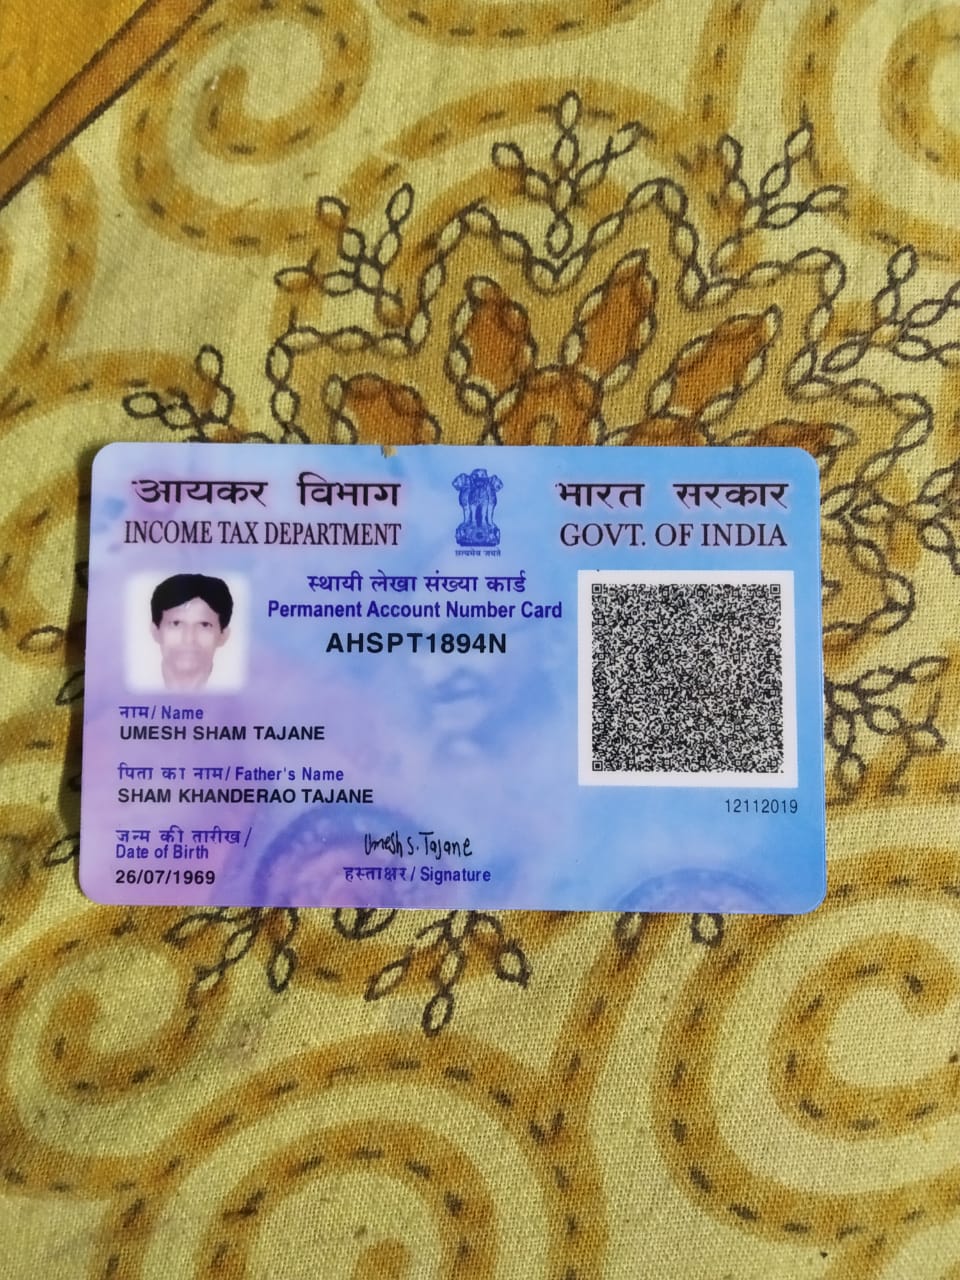 आयकर विभाग
INCOME TAX DEPARTMENT
सत्यमेव जयते
भारत सरकार
GOVT. OF INDIA
स्थायी लेखा संख्या कार्ड
Permanent Account Number Card
AHSPT1894N
नाम/ Name
UMESH SHAM TAJANE
पिता का नाम/ Father's Name
SHAM KHANDERAO TAJANE
जन्म की तारीख/
Date of Birth
26/07/1969
Umesh S. Tajane
हस्ताक्षर/ Signature
12112019